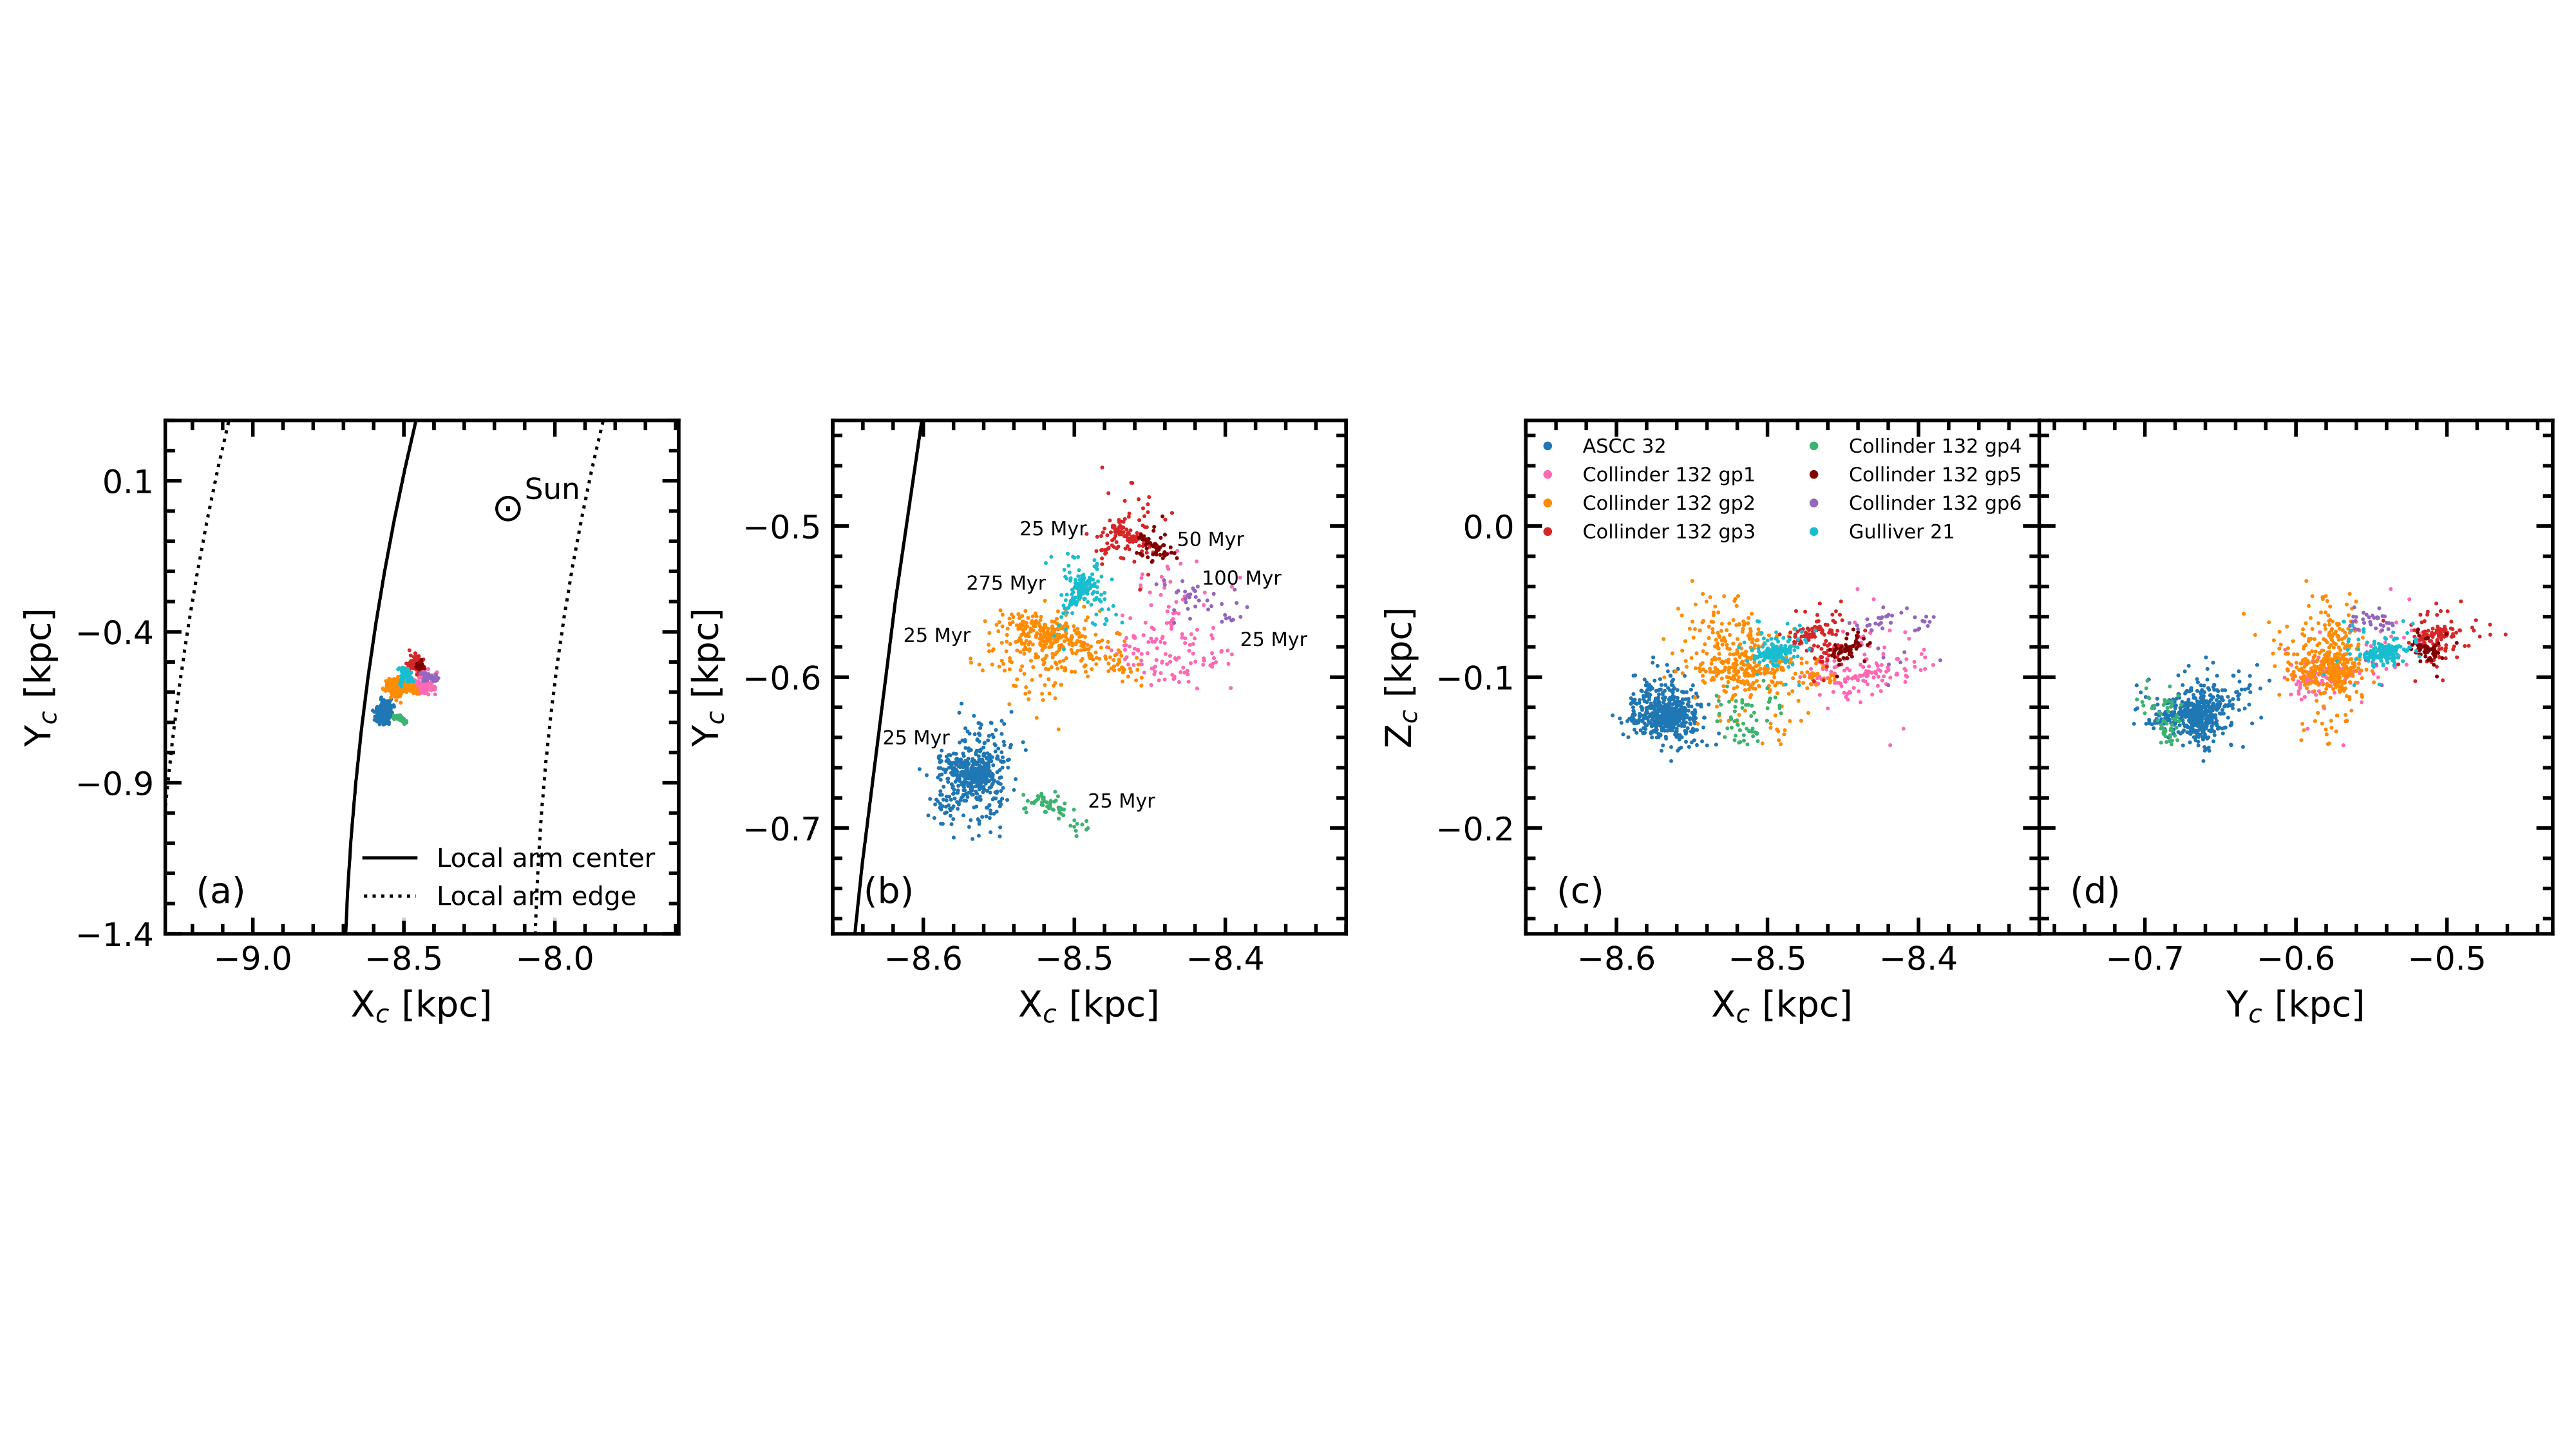 Sun
0.1
−0.4
−0.9
−1.4
Y_c [kpc]
Local arm center
Local arm edge
(a)
−9.0 −8.5 −8.0
X_c [kpc]
−0.5
−0.6
−0.7
Y_c [kpc]
25 Myr
50 Myr
275 Myr
100 Myr
25 Myr
25 Myr
25 Myr
25 Myr
(b)
−8.6 −8.5 −8.4
X_c [kpc]
ASCC 32
Collinder 132 gp1
Collinder 132 gp2
Collinder 132 gp3
Collinder 132 gp4
Collinder 132 gp5
Collinder 132 gp6
Gulliver 21
0.0
−0.1
−0.2
Z_c [kpc]
(c)
−8.6 −8.5 −8.4
X_c [kpc]
(d)
−0.7 −0.6 −0.5
Y_c [kpc]